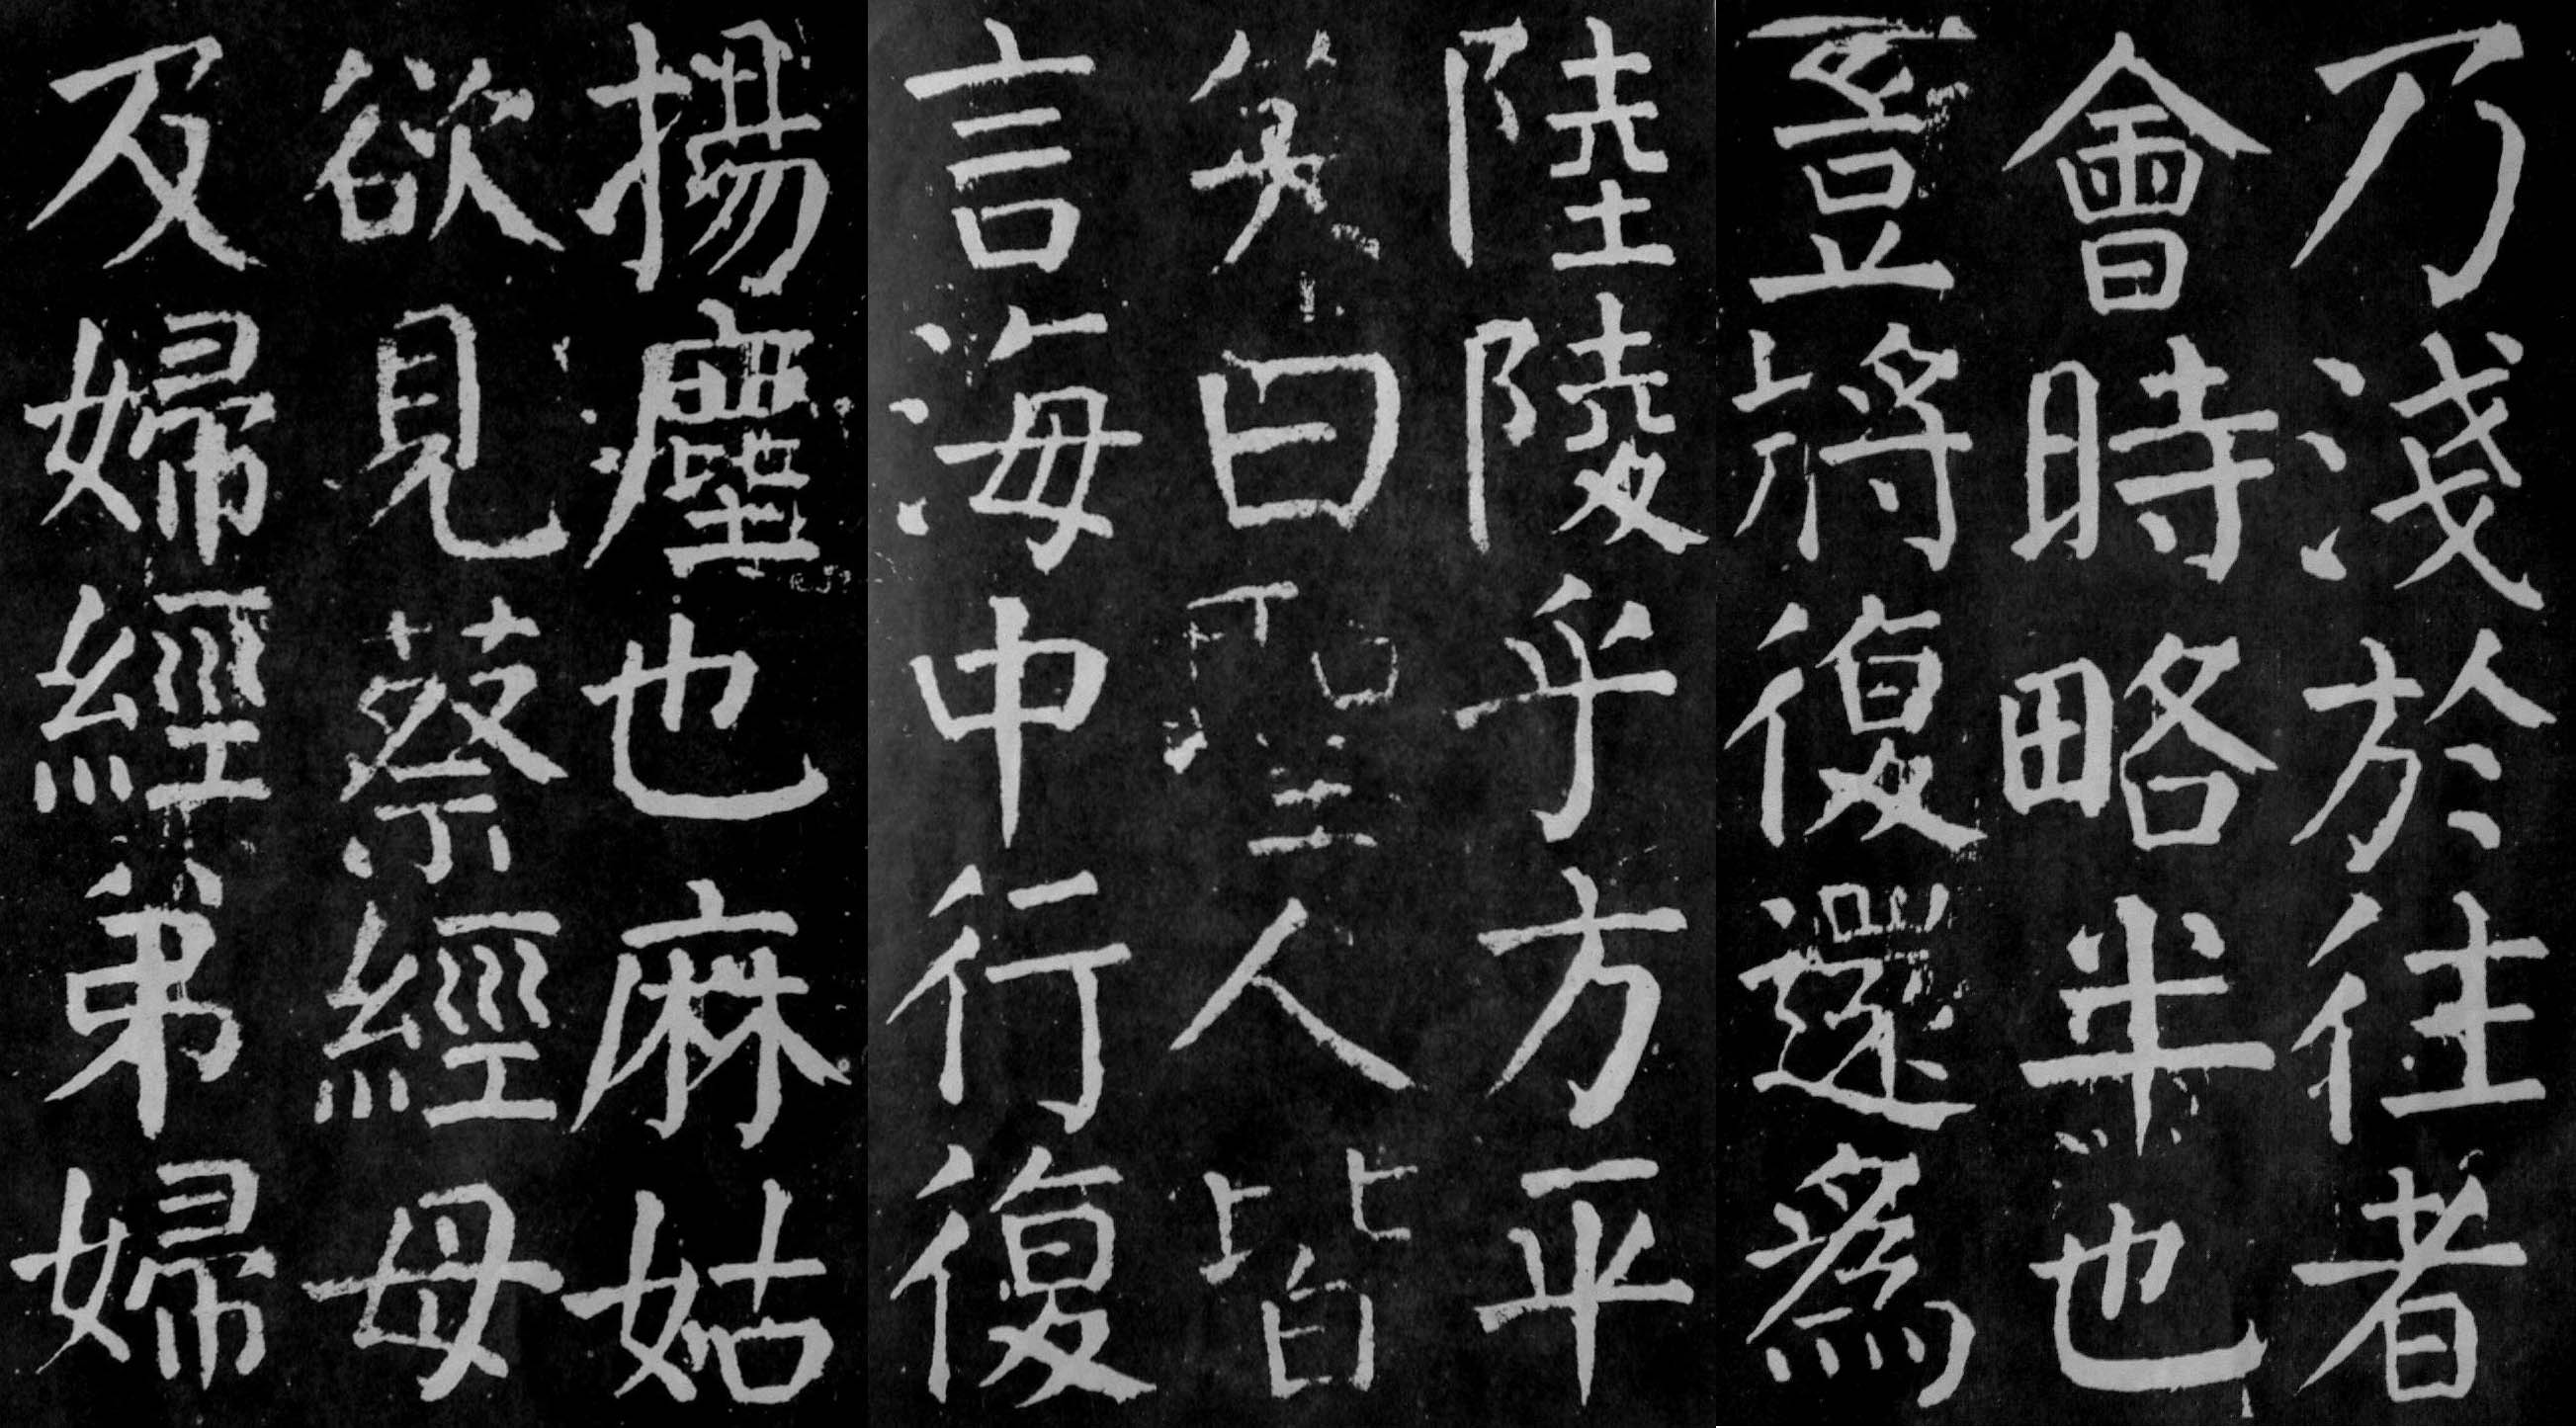 乃淺於往者
會時略半也
豈將復還為
陸陵乎方平
笑曰聖人皆
言海中行復
揚塵也麻姑
欲見蔡經母
及婦經弟婦